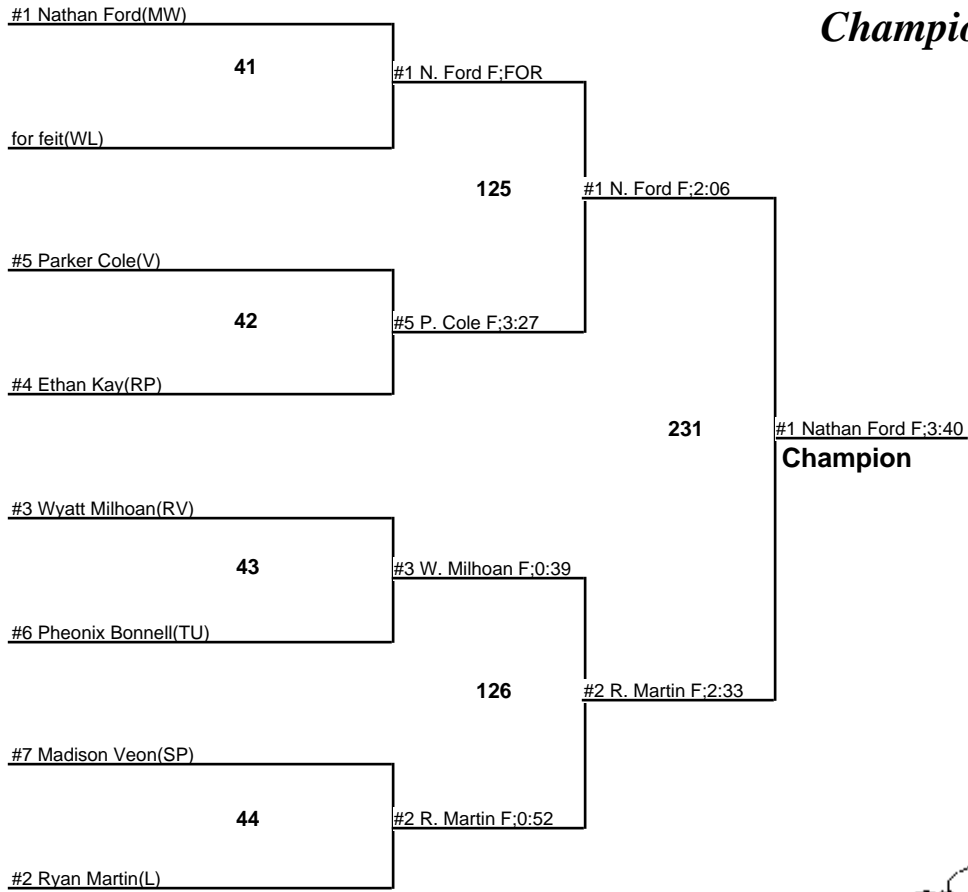 #1 Nathan Ford(MW)
Champio
41
#1 N. Ford F;FOR
for feit(WL)
125
#1 N. Ford F;2:06
#5 Parker Cole(V)
42
#5 P. Cole F;3:27
#4 Ethan Kay(RP)
231
#1 Nathan Ford F;3:40
Champion
#3 Wyatt Milhoan(RV)
43
#3 W. Milhoan F;0:39
#6 Pheonix Bonnell(TU)
126
#2 R. Martin F;2:33
#7 Madison Veon(SP)
44
#2 R. Martin F;0:52
#2 Ryan Martin(L)